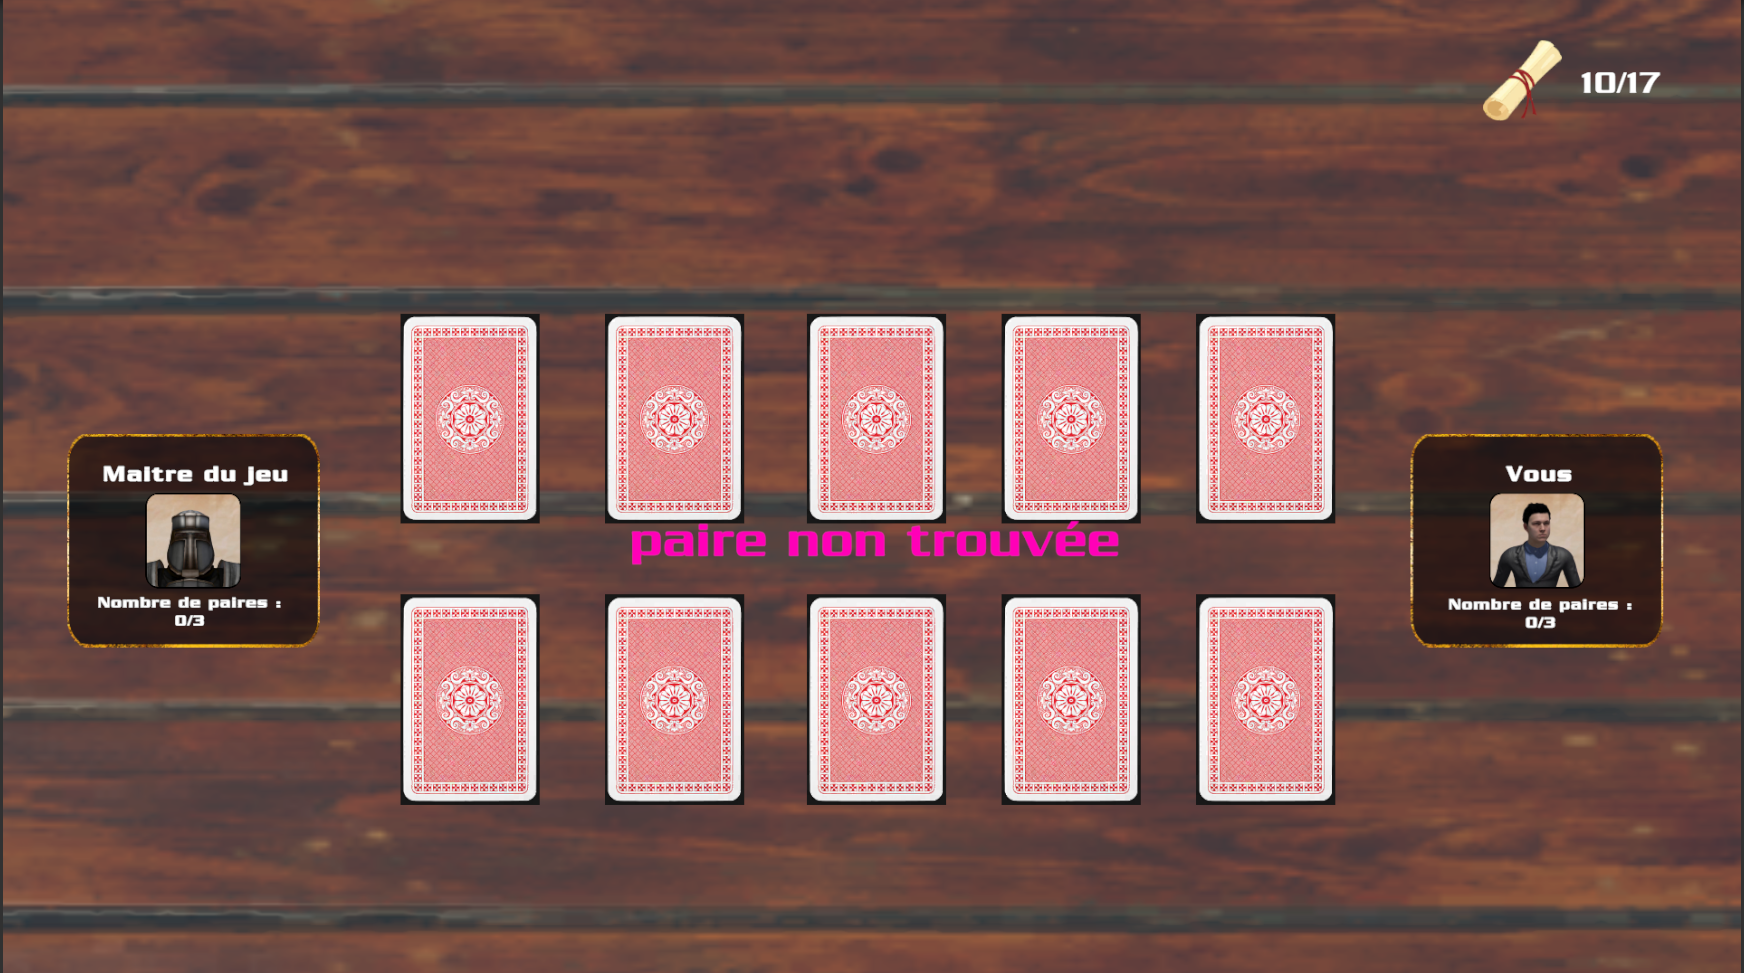 10/17
Maitre du jeu
Vous
paire non trouvée
Nombre de paires :
0/3
Nombre de paires :
0/3